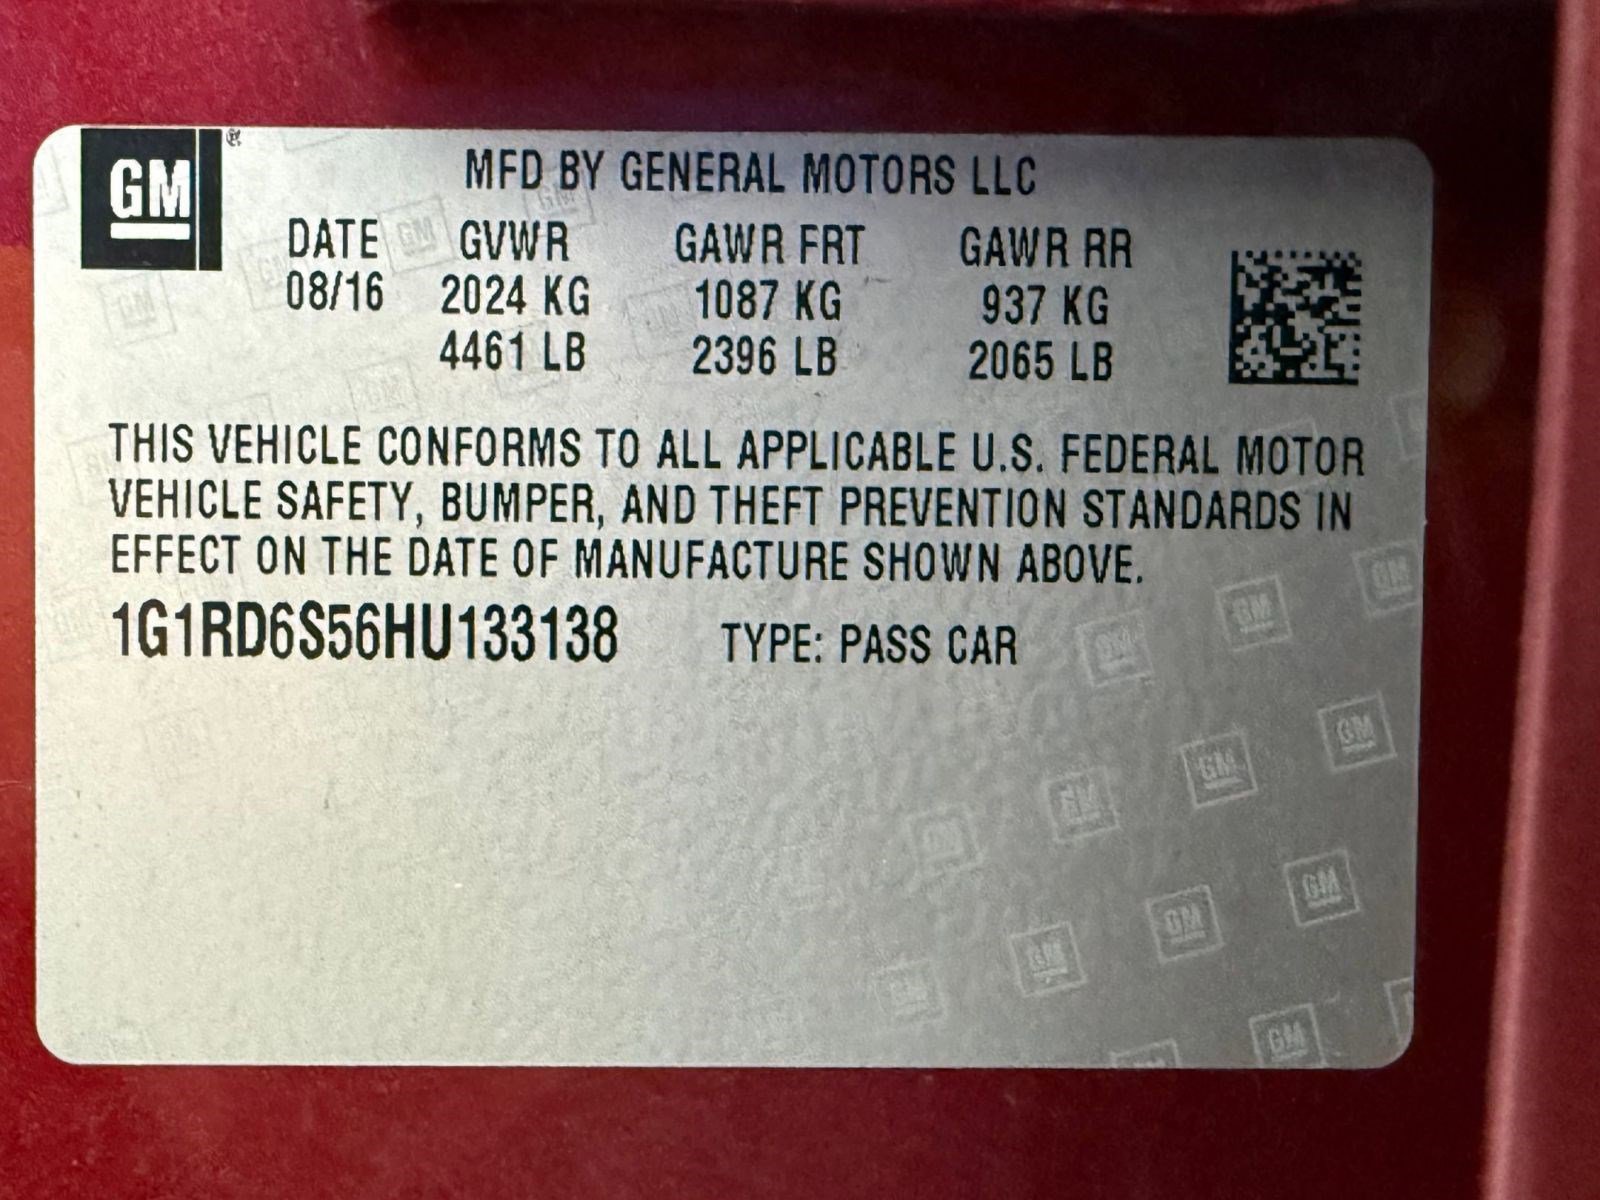 GM
MFD BY GENERAL MOTORS LLC
DATE GVWR GAWR FRT GAWR RR
08/16 2024 KG 1087 KG 937 KG
4461 LB 2396 LB 2065 LB
THIS VEHICLE CONFORMS TO ALL APPLICABLE U.S. FEDERAL MOTOR
VEHICLE SAFETY, BUMPER, AND THEFT PREVENTION STANDARDS IN
EFFECT ON THE DATE OF MANUFACTURE SHOWN ABOVE.
1G1RD6S56HU133138 TYPE: PASS CAR